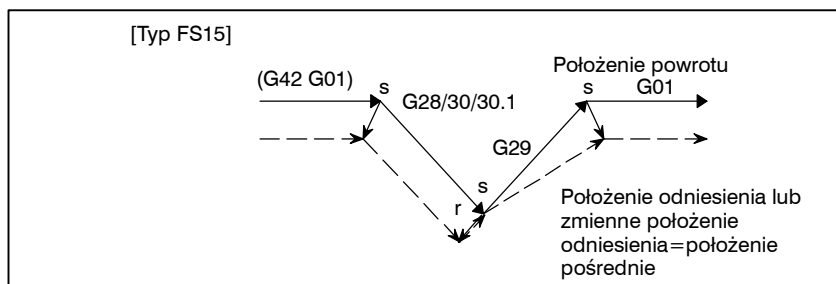 [Typ FS15]
(G42 G01)
s
G28/30/30.1
Położenie powrotu
s
G01
G29
s
r
Położenie odniesienia lub
zmienne położenie
odniesienia=położenie
pośrednie